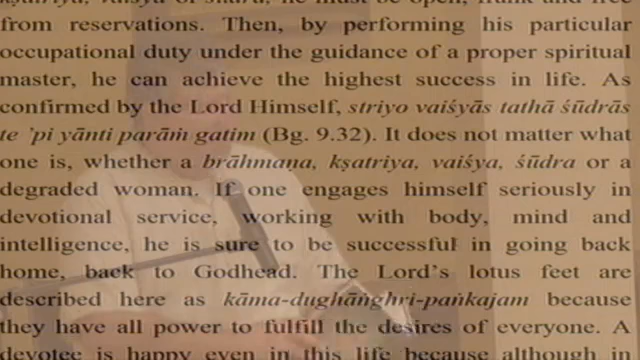 kṣatriya, vaiśya or śūdra, he must be open, frank and free
from reservations. Then, by performing his particular
occupational duty under the guidance of a proper spiritual
master, he can achieve the highest success in life. As
confirmed by the Lord Himself, striyo vaiśyās tathā śūdrās
te 'pi yānti parāṁ gatim (Bg. 9.32). It does not matter what
one is, whether a brāhmaṇa, kṣatriya, vaiśya, śūdra or a
degraded woman. If one engages himself seriously in
devotional service, working with body, mind and
intelligence, he is sure to be successful in going back
home, back to Godhead. The Lord's lotus feet are
described here as kāma-dughāṅghri-paṅkajam because
they have all power to fulfill the desires of everyone. A
devotee is happy even in this life because although in